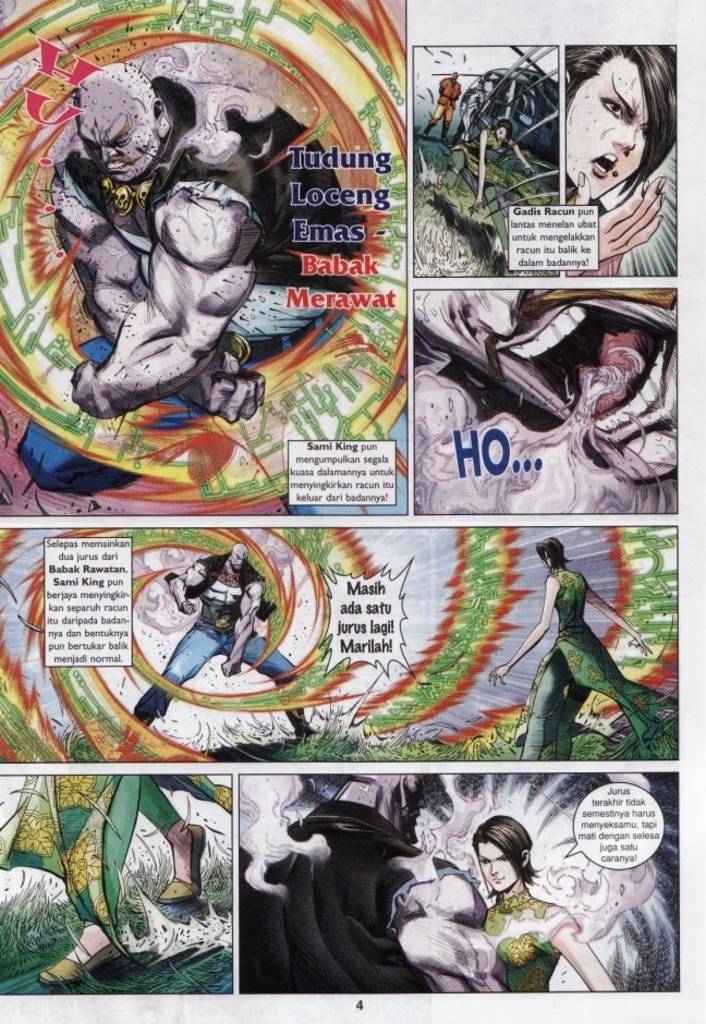 HU...
Tudung
Loceng
Emas -
Babak
Merawat
Sami King pun
mengumpulkan segala
kuasa dalamannya untuk
menyingkirkan racun itu
keluar dari badannya!
Gadis Racun pun
lantas menelan ubat
untuk mengelakkan
racun itu balik ke
dalam badannya!
HO...
Selepas memainkan
dua jurus dari
Babak Rawatan,
Sami King pun
berjaya menyingkir-
kan separuh racun
itu daripada badan-
nya dan bentuknya
pun bertukar balik
menjadi normal.
Masih
ada satu
jurus lagi!
Marilah!
Jurus
terakhir tidak
semestinya harus
menyeksamu, tapi
mati dengan selesa
juga satu
caranya!
4